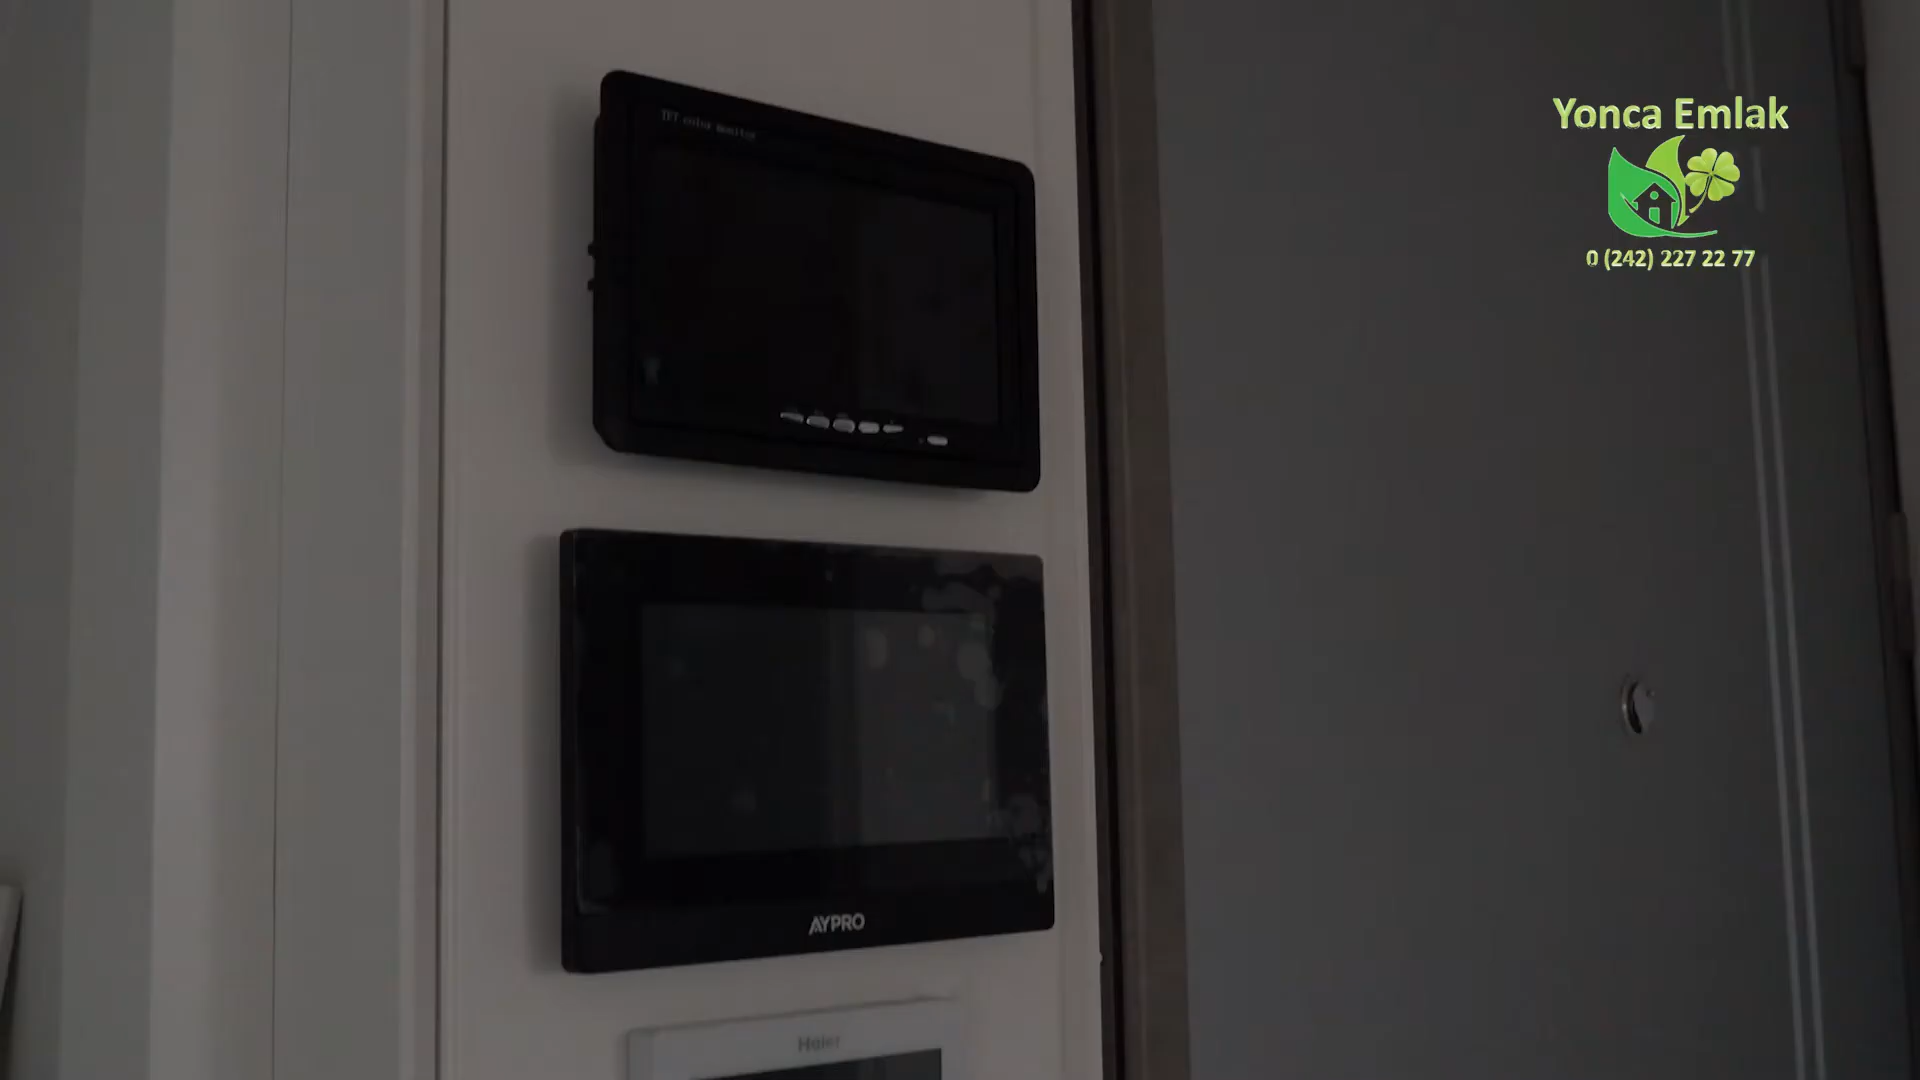 TFT color monitor
Yonca Emlak
0 (242) 227 22 77
AYPRO
Haier